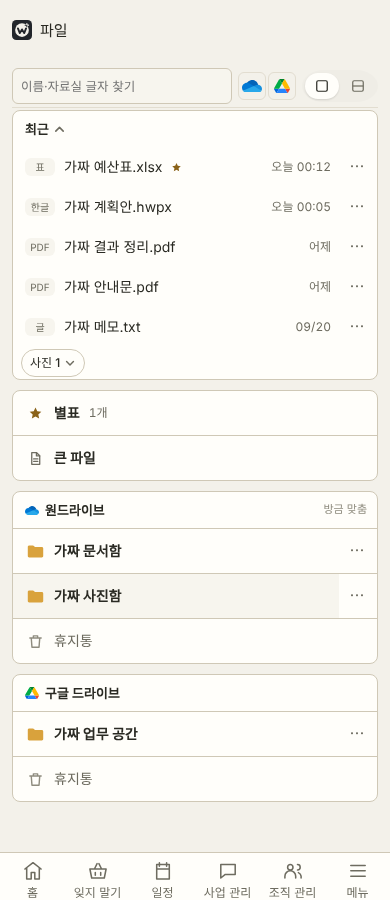 파일
이름·자료실 글자 찾기
최근
표 가짜 예산표.xlsx 오늘 00:12
한글 가짜 계획안.hwpx 오늘 00:05
PDF 가짜 결과 정리.pdf 어제
PDF 가짜 안내문.pdf 어제
글 가짜 메모.txt 09/20
사진 1
별표 1개
큰 파일
원드라이브 방금 맞춤
가짜 문서함
가짜 사진함
휴지통
구글 드라이브
가짜 업무 공간
휴지통
홈 잊지 말기 일정 사업 관리 조직 관리 메뉴